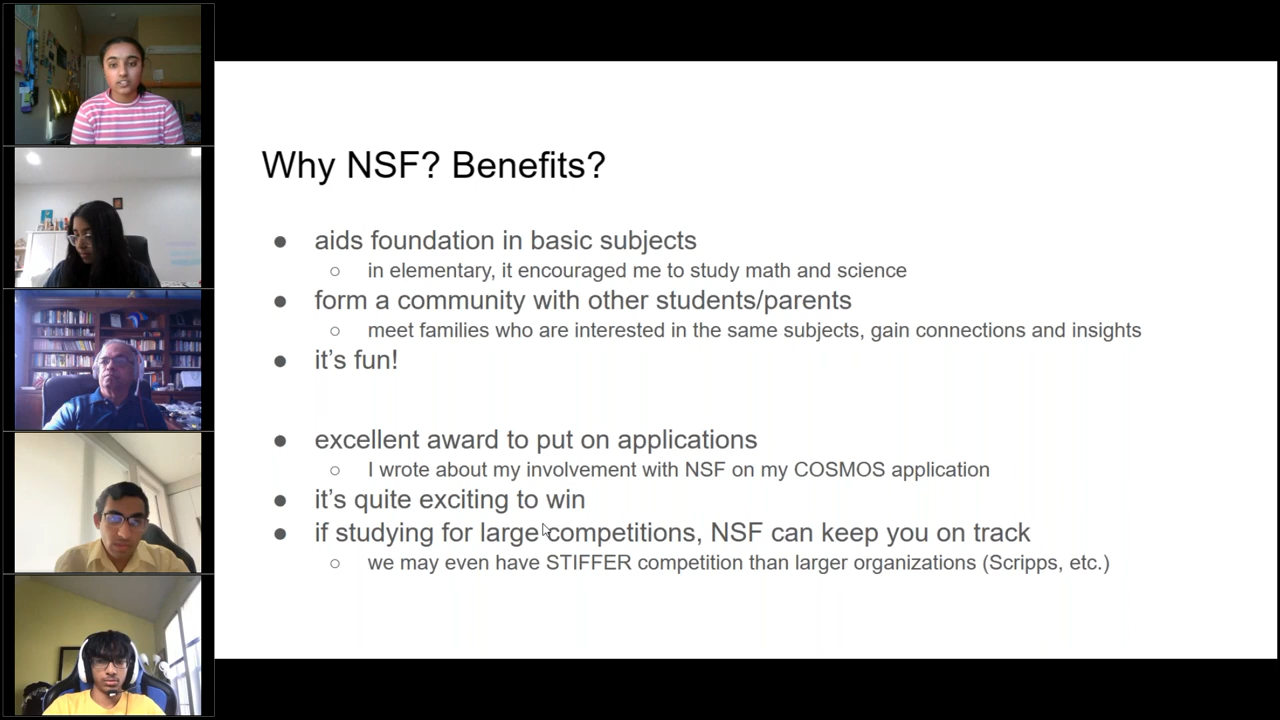 Why NSF? Benefits?
● aids foundation in basic subjects
○ in elementary, it encouraged me to study math and science
● form a community with other students/parents
○ meet families who are interested in the same subjects, gain connections and insights
● it's fun!
● excellent award to put on applications
○ I wrote about my involvement with NSF on my COSMOS application
● it's quite exciting to win
● if studying for large competitions, NSF can keep you on track
○ we may even have STIFFER competition than larger organizations (Scripps, etc.)